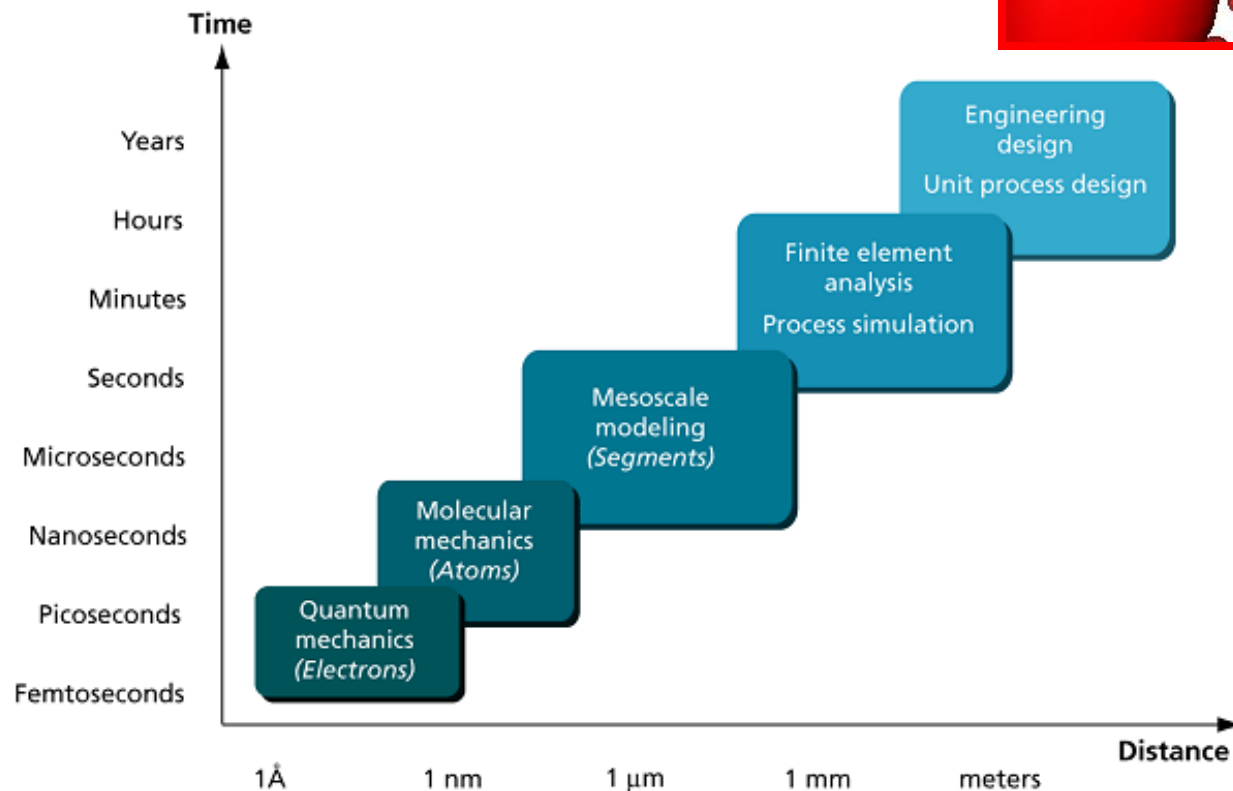 Time
Years
Hours
Minutes
Seconds
Microseconds
Nanoseconds
Picoseconds
Femtoseconds
Engineering
design
Unit process design
Finite element
analysis
Process simulation
Mesoscale
modeling
(Segments)
Molecular
mechanics
(Atoms)
Quantum
mechanics
(Electrons)
Distance
1Å 1 nm 1 μm 1 mm meters